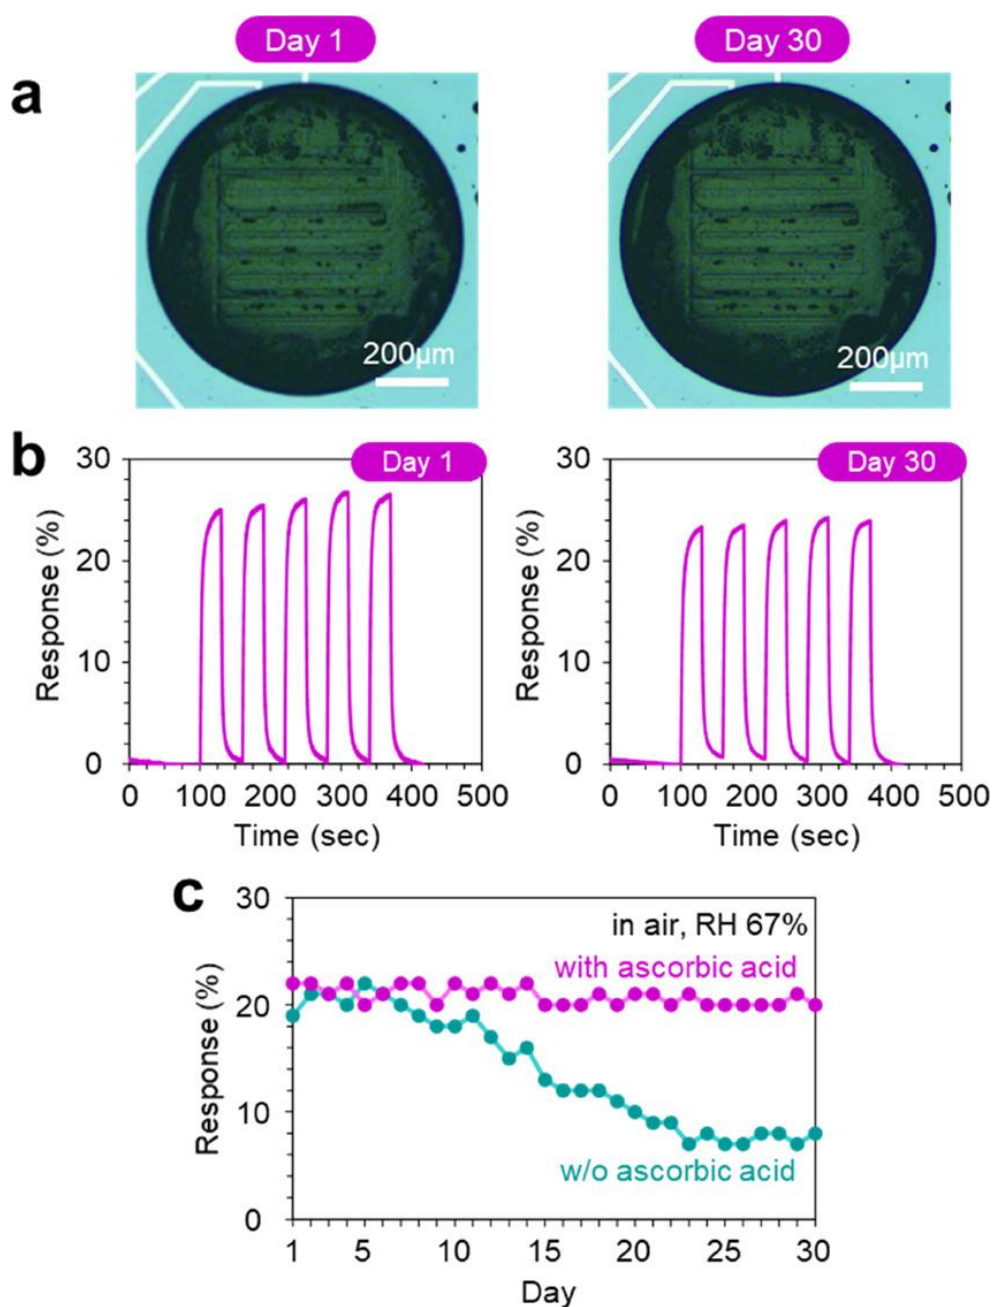 Day 1
Day 30
a
200µm
200µm
b
Day 1
Day 30
30
20
10
0
Response (%)
0 100 200 300 400 500
Time (sec)
30
20
10
0
Response (%)
0 100 200 300 400 500
Time (sec)
c
30
20
10
0
Response (%)
in air, RH 67%
with ascorbic acid
w/o ascorbic acid
1 5 10 15 20 25 30
Day